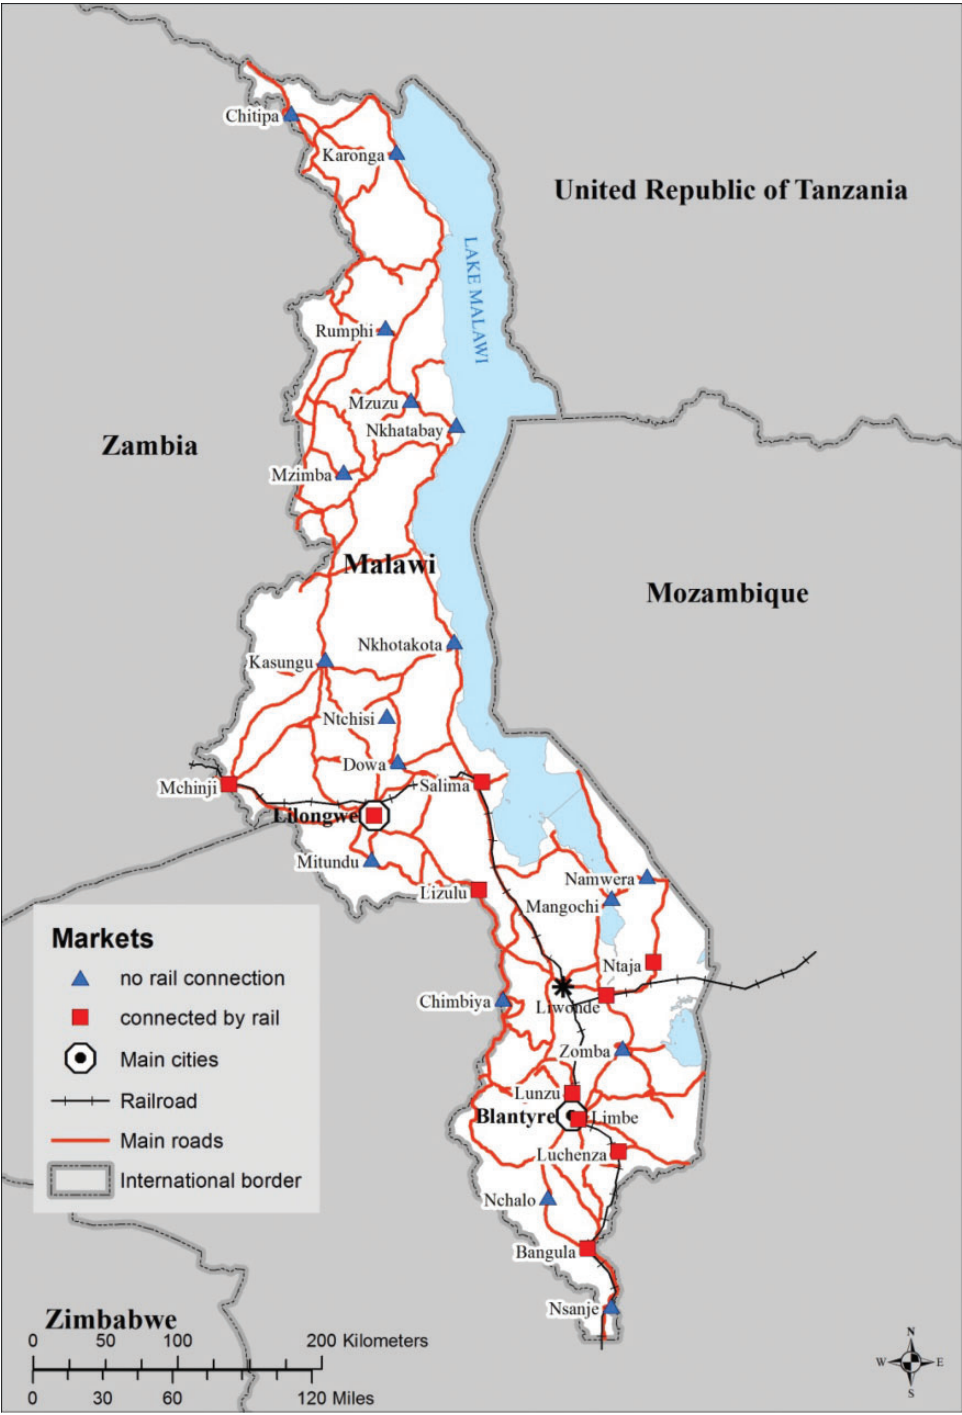 Chitipa
Karonga
United Republic of Tanzania
LAKE MALAWI
Rumphi
Mzuzu
Nkhatabay
Zambia
Mzimba
Malawi
Mozambique
Nkhotakota
Kasungu
Ntchisi
Dowa
Mchinji
Salima
Lilongwe
Mitundu
Lizulu
Namwera
Mangochi
Ntaja
Chimbiya
Liwonde
Zomba
Lunzu
Blantyre
Limbe
Luchenza
Nchalo
Bangula
Nsanje
Markets
no rail connection
connected by rail
Main cities
Railroad
Main roads
International border
Zimbabwe
0 50 100 200 Kilometers
0 30 60 120 Miles
N
W E
S